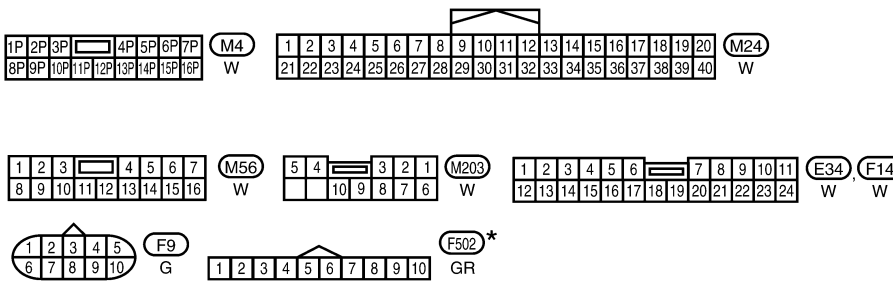 1P 2P 3P 4P 5P 6P 7P M4 1 2 3 4 5 6 7 8 9 10 11 12 13 14 15 16 17 18 19 20 M24
8P 9P 10P 11P 12P 13P 14P 15P 16P W 21 22 23 24 25 26 27 28 29 30 31 32 33 34 35 36 37 38 39 40 W
1 2 3 4 5 6 7 M56 5 4 3 2 1 M203 1 2 3 4 5 6 7 8 9 10 11 E34 , F14
8 9 10 11 12 13 14 15 16 W 10 9 8 7 6 W 12 13 14 15 16 17 18 19 20 21 22 23 24 W W
1 2 3 4 5 F9 F502 *
6 7 8 9 10 G 1 2 3 4 5 6 7 8 9 10 GR